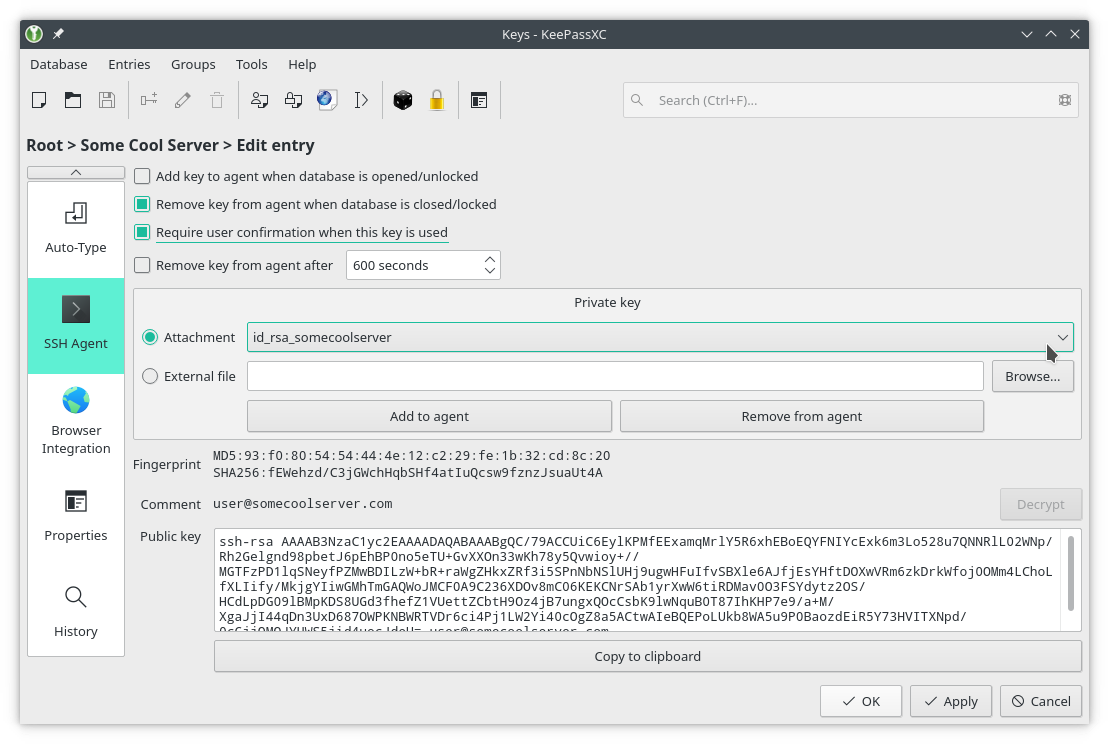 Keys - KeePassXC
Database Entries Groups Tools Help
Search (Ctrl+F)...
Root > Some Cool Server > Edit entry
Auto-Type
SSH Agent
Browser
Integration
Properties
History
Add key to agent when database is opened/unlocked
Remove key from agent when database is closed/locked
Require user confirmation when this key is used
Remove key from agent after 600 seconds
Private key
Attachment id_rsa_somecoolserver
External file Browse...
Add to agent Remove from agent
Fingerprint MD5:93:f0:80:54:54:44:4e:12:c2:29:fe:1b:32:cd:8c:20
SHA256:fEWehzd/C3jGWchHqbSHf4atIuQcsw9fznzJsuaUt4A
Comment user@somecoolserver.com Decrypt
Public key ssh-rsa AAAAB3NzaC1yc2EAAAADAQABAAABgQC/79ACCUiC6EylKPMfEExamqMrlY5R6xhEBoEQYFNIYcExk6m3Lo528u7QNNRlL02WNp/
Rh2Gelgnd98pbetJ6pEhBP0no5eTU+GvXXOn33wKh78y5Qvwioy+//
MGTFzPD1lqSNeyfPZMwBDILzW+bR+raWgZHkxZRf3i5SPnNbNSlUHj9ugwHFuIfvSBXle6AJfjEsYHftDOXwVRm6zkDrkWfojOOMm4LChoL
fXLIify/MkjgYIiwGMhTmGAQWoJMCF0A9C236XDOv8mCO6KEKCNrSAb1yrXwW6tiRDMavOO3FSYdytz2OS/
HCdLpDGO9lBMpKDS8UGd3fhefZ1VUettZCbtH9Oz4jB7ungxQOcCsbK9lwNquBOT87IhKHP7e9/a+M/
XgaJjI44qDn3UxD687OWPKNBWRTVDr6ci4Pj1LW2Yi4OcOgZ8a5ACtwAIeBQEPoLUkb8WA5u9P0BaozdEiR5Y73HVITXNpd/
Copy to clipboard
OK Apply Cancel